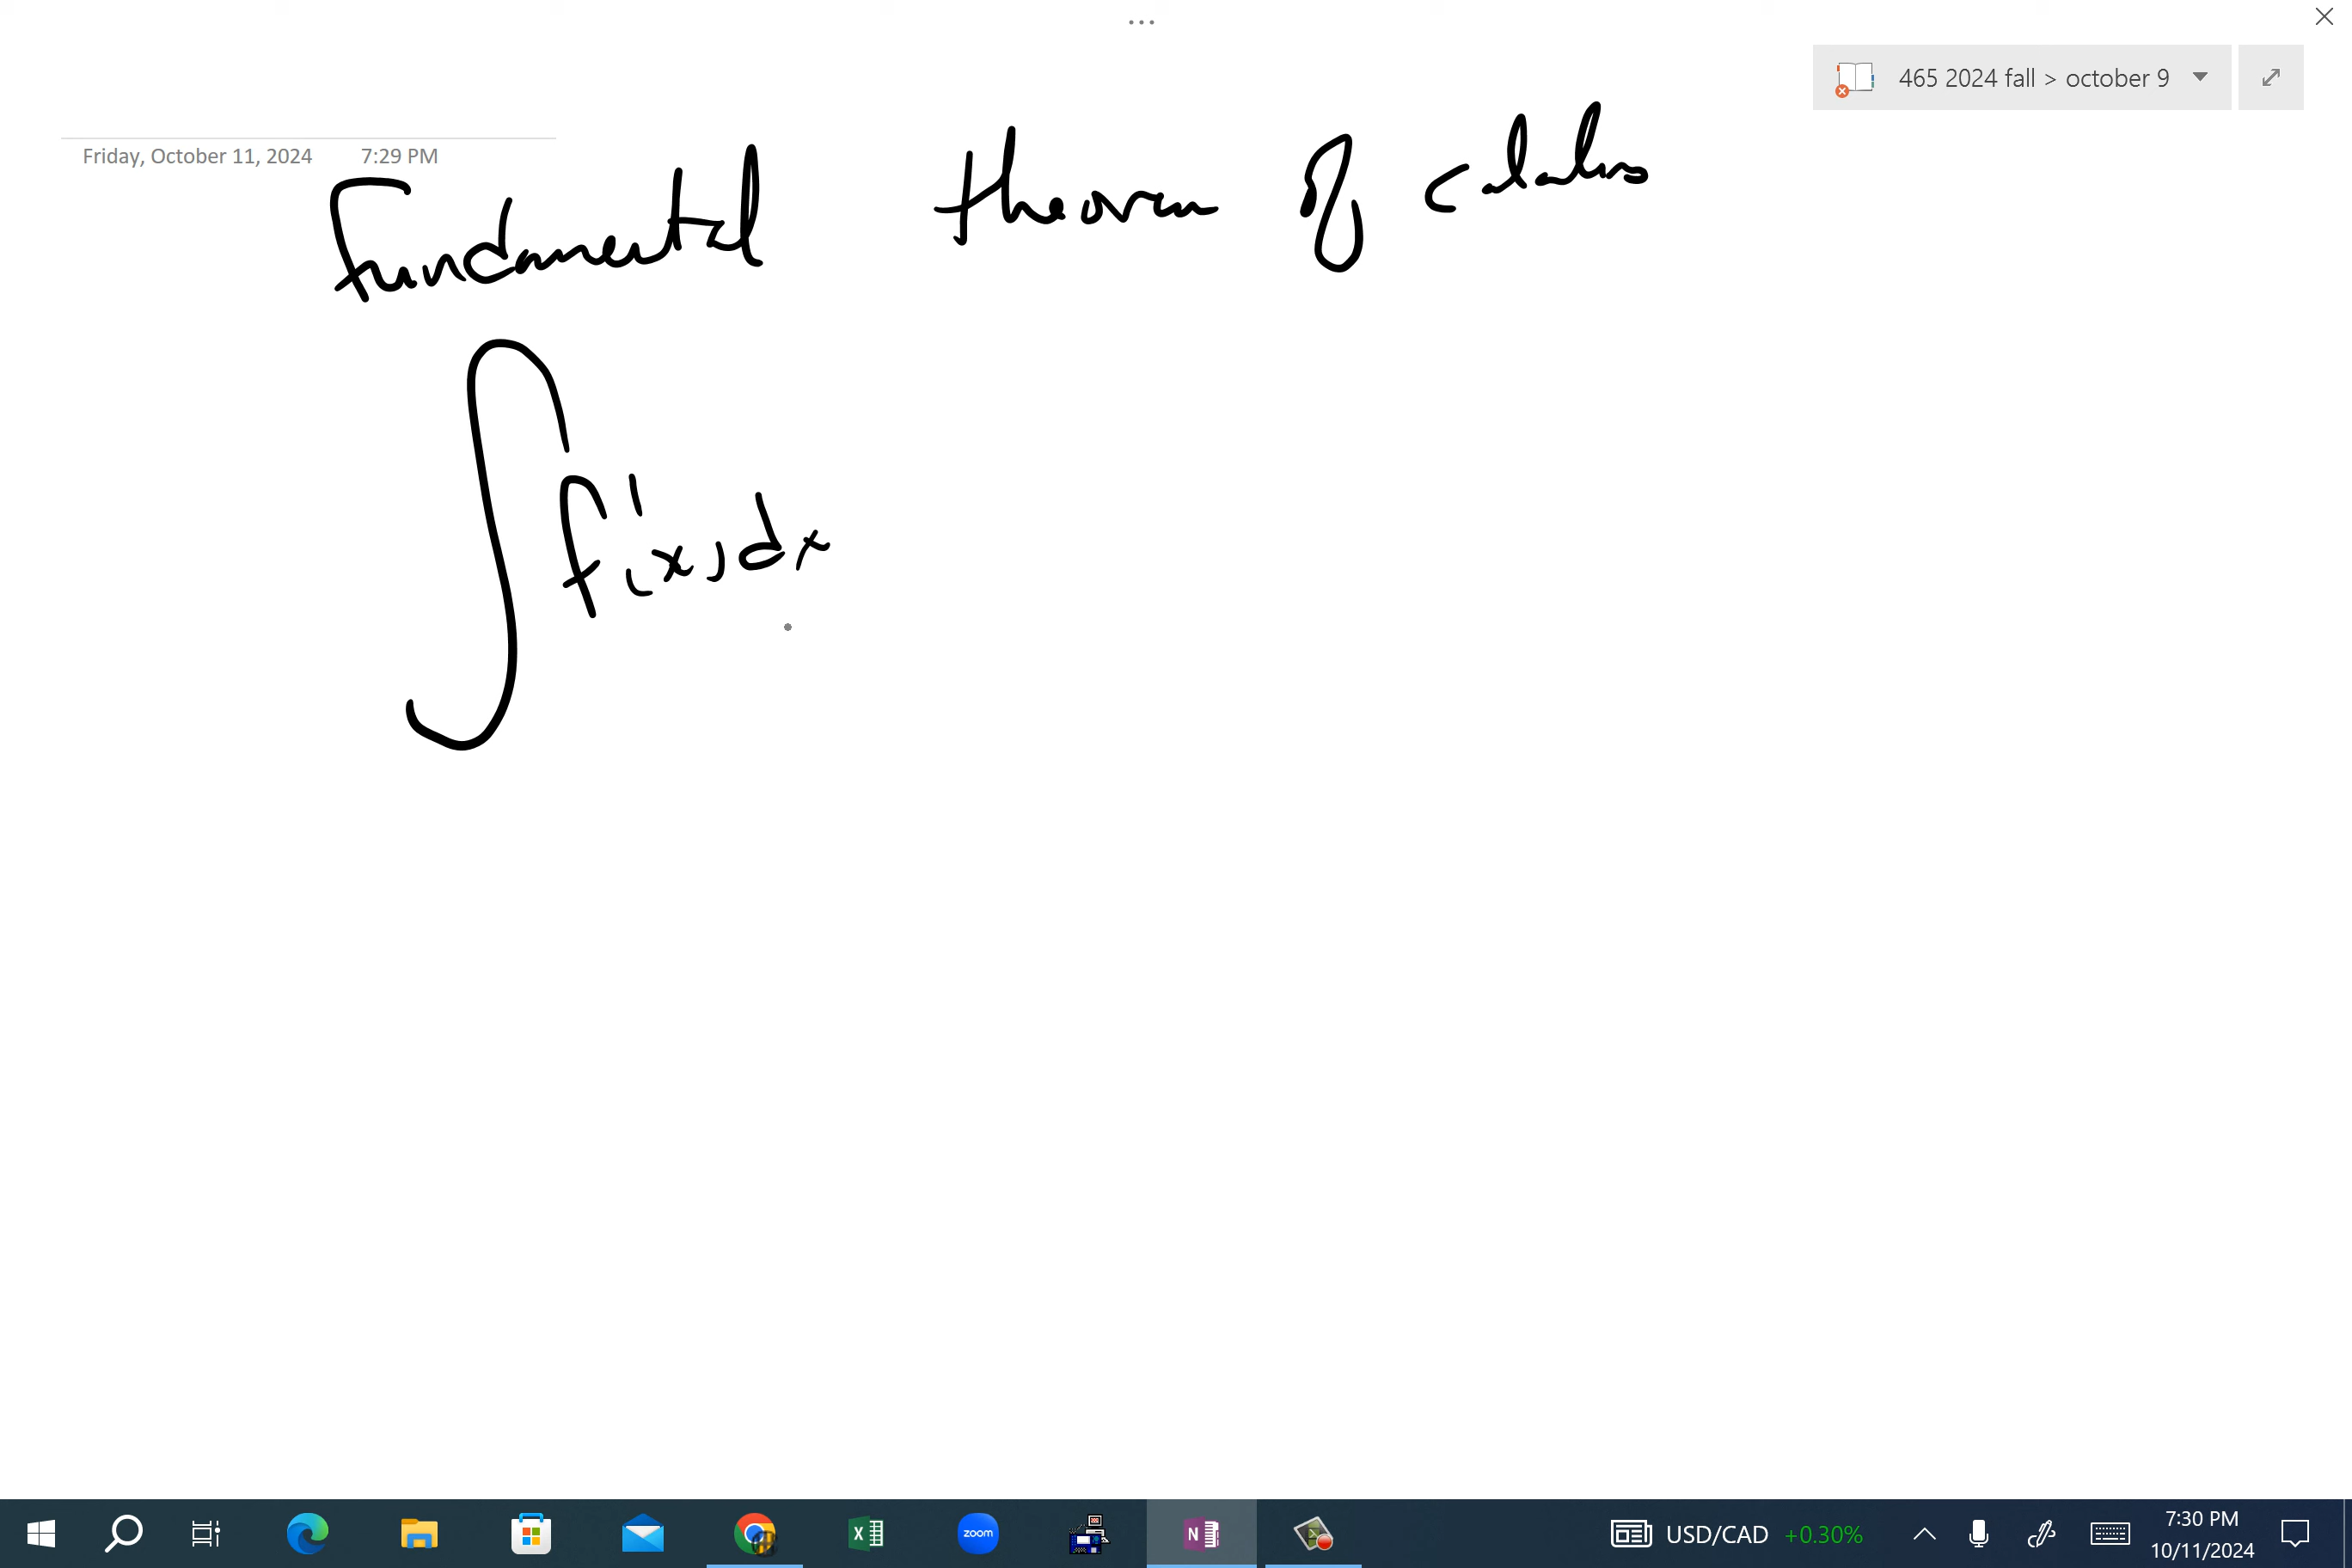 465 2024 fall > october 9
Friday, October 11, 2024 7:29 PM
Fundamental theorem of calculus
∫ f'(x) dx
zoom
USD/CAD +0.30%
7:30 PM
10/11/2024